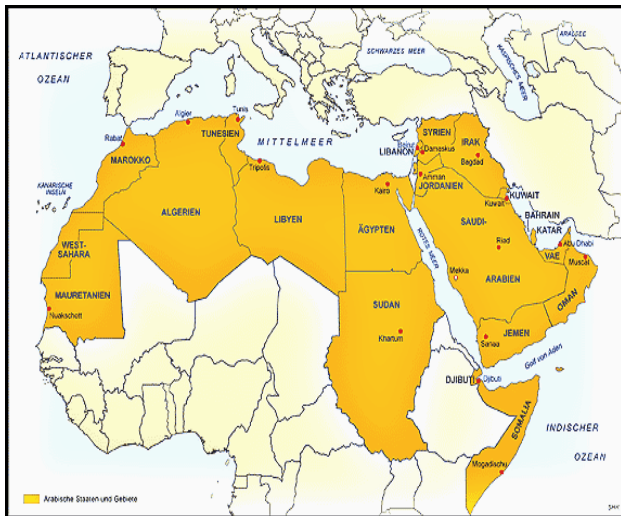 ATLANTISCHER
OZEAN
SCHWARZES MEER
KASPISCHES MEER
ARALSEE
Algier
Tunis
TUNESIEN
MITTELMEER
Rabat
MAROKKO
Tripolis
KANARISCHE
INSELN
Beirut
LIBANON
SYRIEN
Damaskus
IRAK
Bagdad
Amman
JORDANIEN
Kairo
KUWAIT
Kuwait
BAHRAIN
KATAR
Abu Dhabi
VAE
Muscat
OMAN
ALGERIEN
LIBYEN
ÄGYPTEN
SAUDI-
Riad
ARABIEN
Mekka
ROTES MEER
WEST-
SAHARA
MAURETANIEN
Nuakschott
SUDAN
Khartum
JEMEN
Sanaa
Golf von Aden
DJIBUTI
Djibuti
SOMALIA
Mogadischu
INDISCHER
OZEAN
Arabische Staaten und Gebiete